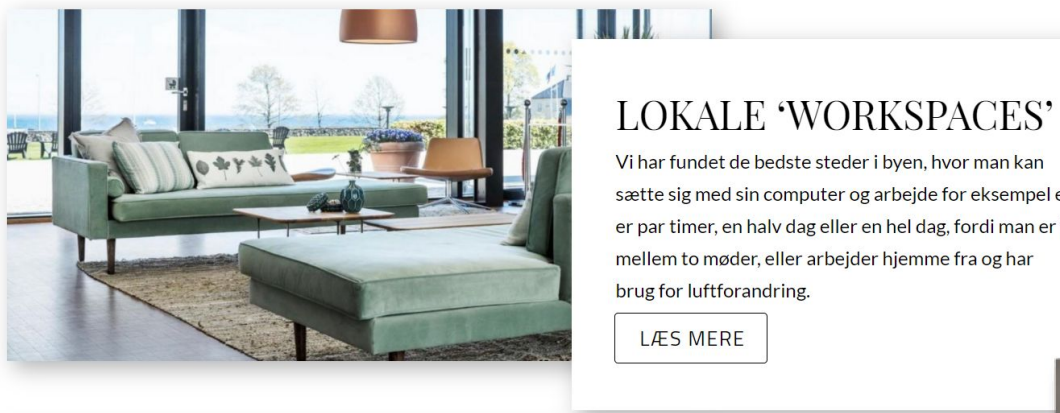 LOKALE ‘WORKSPACES’
Vi har fundet de bedste steder i byen, hvor man kan
sætte sig med sin computer og arbejde for eksempel
er par timer, en halv dag eller en hel dag, fordi man er
mellem to møder, eller arbejder hjemme fra og har
brug for luftforandring.
LÆS MERE